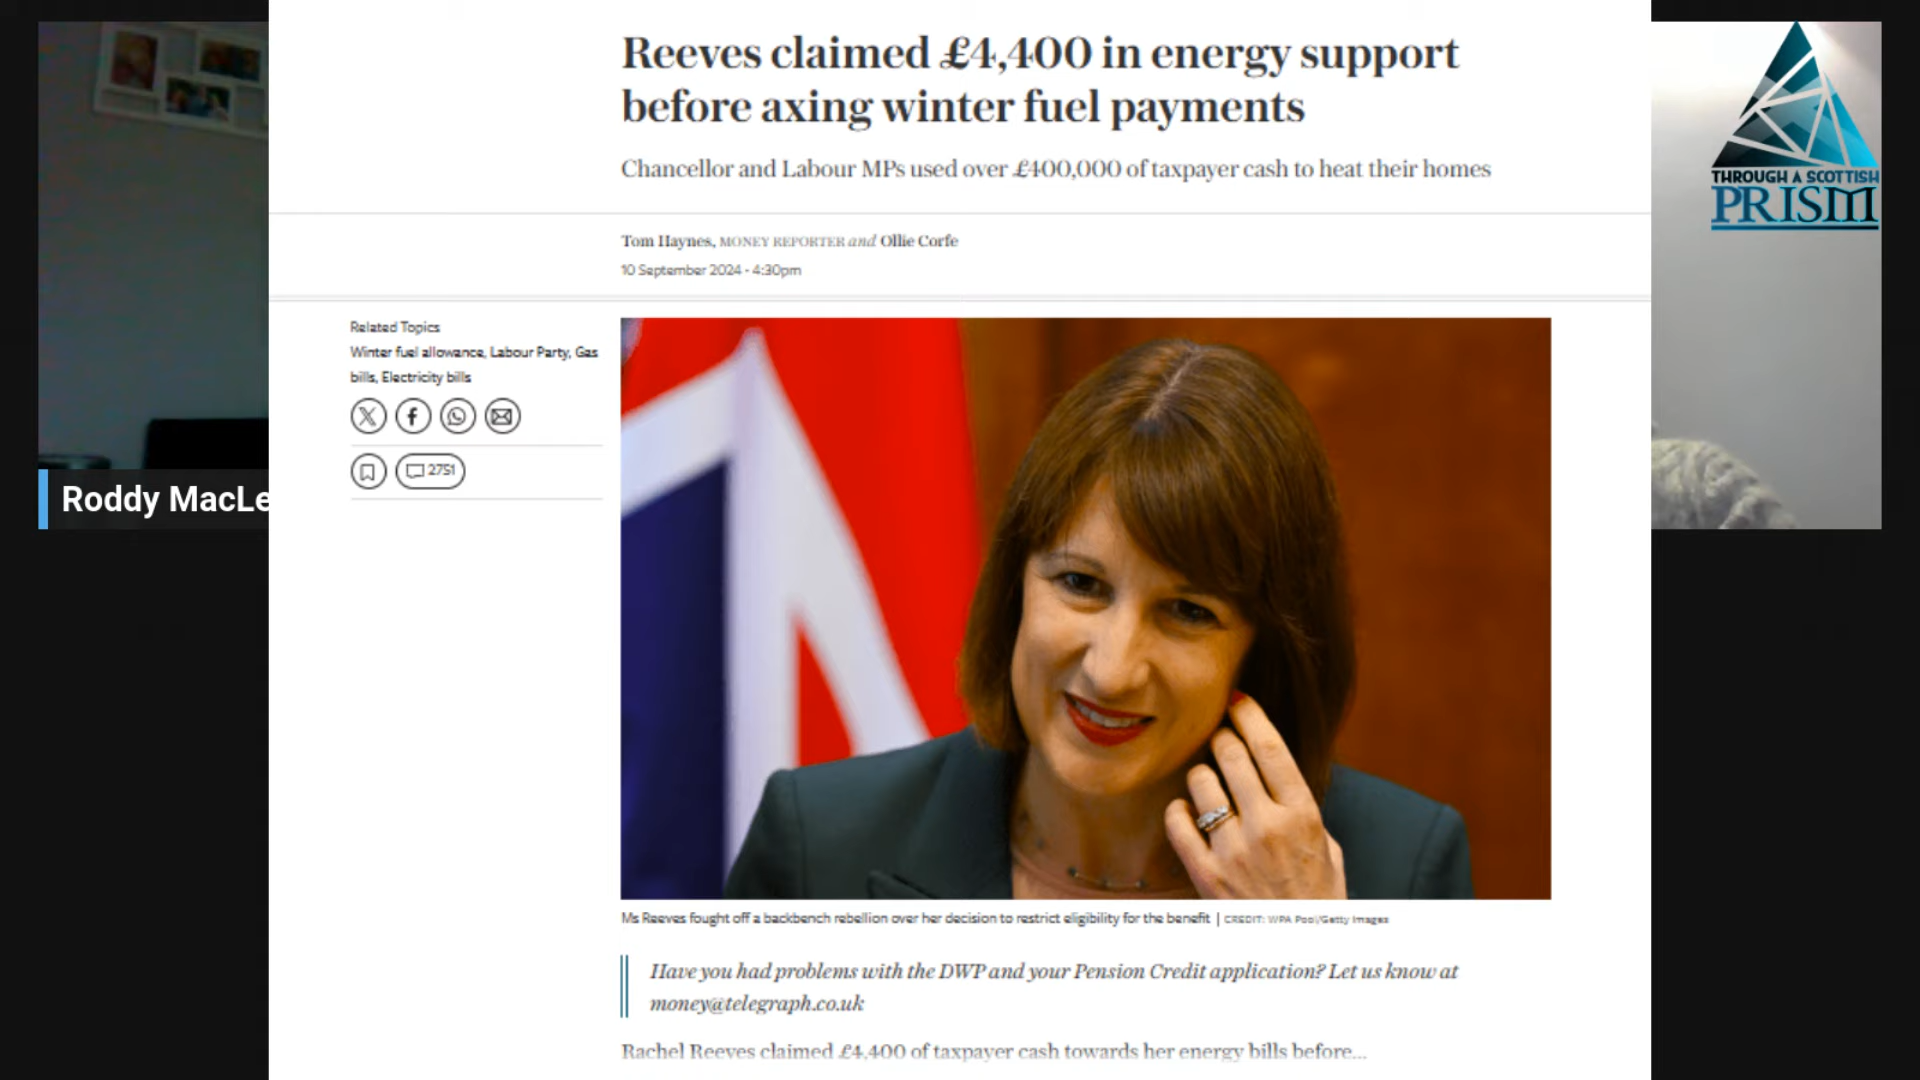 Reeves claimed £4,400 in energy support
before axing winter fuel payments
Chancellor and Labour MPs used over £400,000 of taxpayer cash to heat their homes
Tom Haynes, MONEY REPORTER and Ollie Corfe
10 September 2024 • 4:30pm
Related Topics
Winter fuel allowance, Labour Party, Gas
bills, Electricity bills
2751
Ms Reeves fought off a backbench rebellion over her decision to restrict eligibility for the benefit | CREDIT: WPA Pool/Getty Images
Have you had problems with the DWP and your Pension Credit application? Let us know at
money@telegraph.co.uk
Rachel Reeves claimed £4,400 of taxpayer cash towards her energy bills before...
Roddy MacLe
THROUGH A SCOTTISH
PRISM